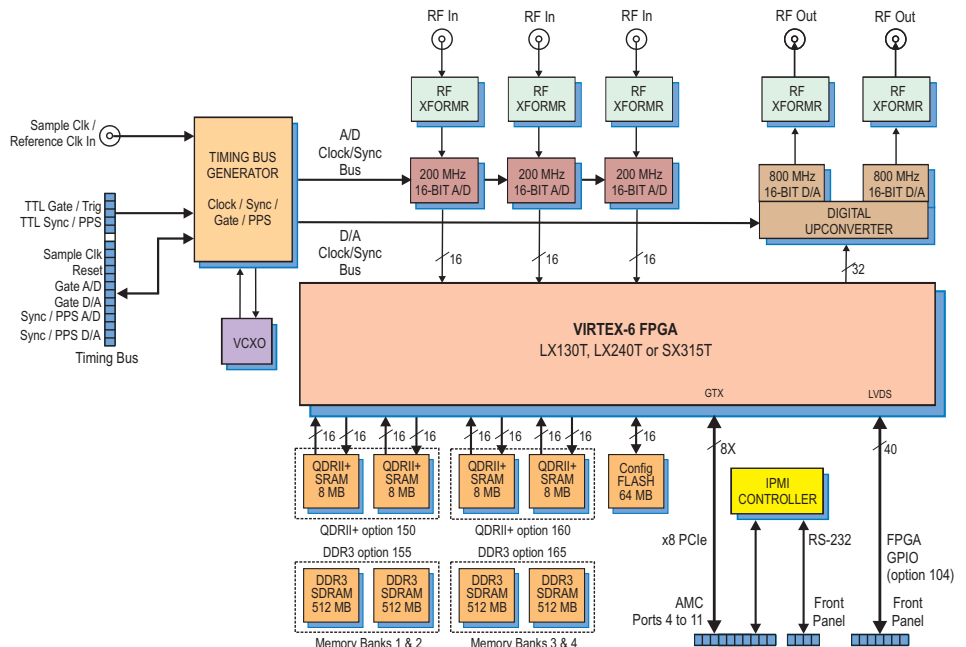 RF In
RF In
RF In
RF Out
RF Out
RF
XFORMR
RF
XFORMR
RF
XFORMR
RF
XFORMR
RF
XFORMR
Sample Clk /
Reference Clk In
TIMING BUS
GENERATOR
Clock / Sync /
Gate / PPS
A/D
Clock/Sync
Bus
200 MHz
16-BIT A/D
200 MHz
16-BIT A/D
200 MHz
16-BIT A/D
800 MHz
16-BIT D/A
800 MHz
16-BIT D/A
DIGITAL
UPCONVERTER
TTL Gate / Trig
TTL Sync / PPS
Sample Clk
Reset
Gate A/D
Gate D/A
Sync / PPS A/D
Sync / PPS D/A
Timing Bus
D/A
Clock/Sync
Bus
16
16
16
32
VCXO
VIRTEX-6 FPGA
LX130T, LX240T or SX315T
GTX
LVDS
16
16
16
16
16
16
16
16
16
8X
40
QDRII+
SRAM
8 MB
QDRII+
SRAM
8 MB
QDRII+
SRAM
8 MB
QDRII+
SRAM
8 MB
Config
FLASH
64 MB
IPMI
CONTROLLER
QDRII+ option 150
QDRII+ option 160
DDR3 option 155
DDR3 option 165
x8 PCIe
RS-232
FPGA
GPIO
(option 104)
DDR3
SDRAM
512 MB
DDR3
SDRAM
512 MB
DDR3
SDRAM
512 MB
DDR3
SDRAM
512 MB
AMC
Ports 4 to 11
Front
Panel
Front
Panel
Memory Banks 1 & 2
Memory Banks 3 & 4